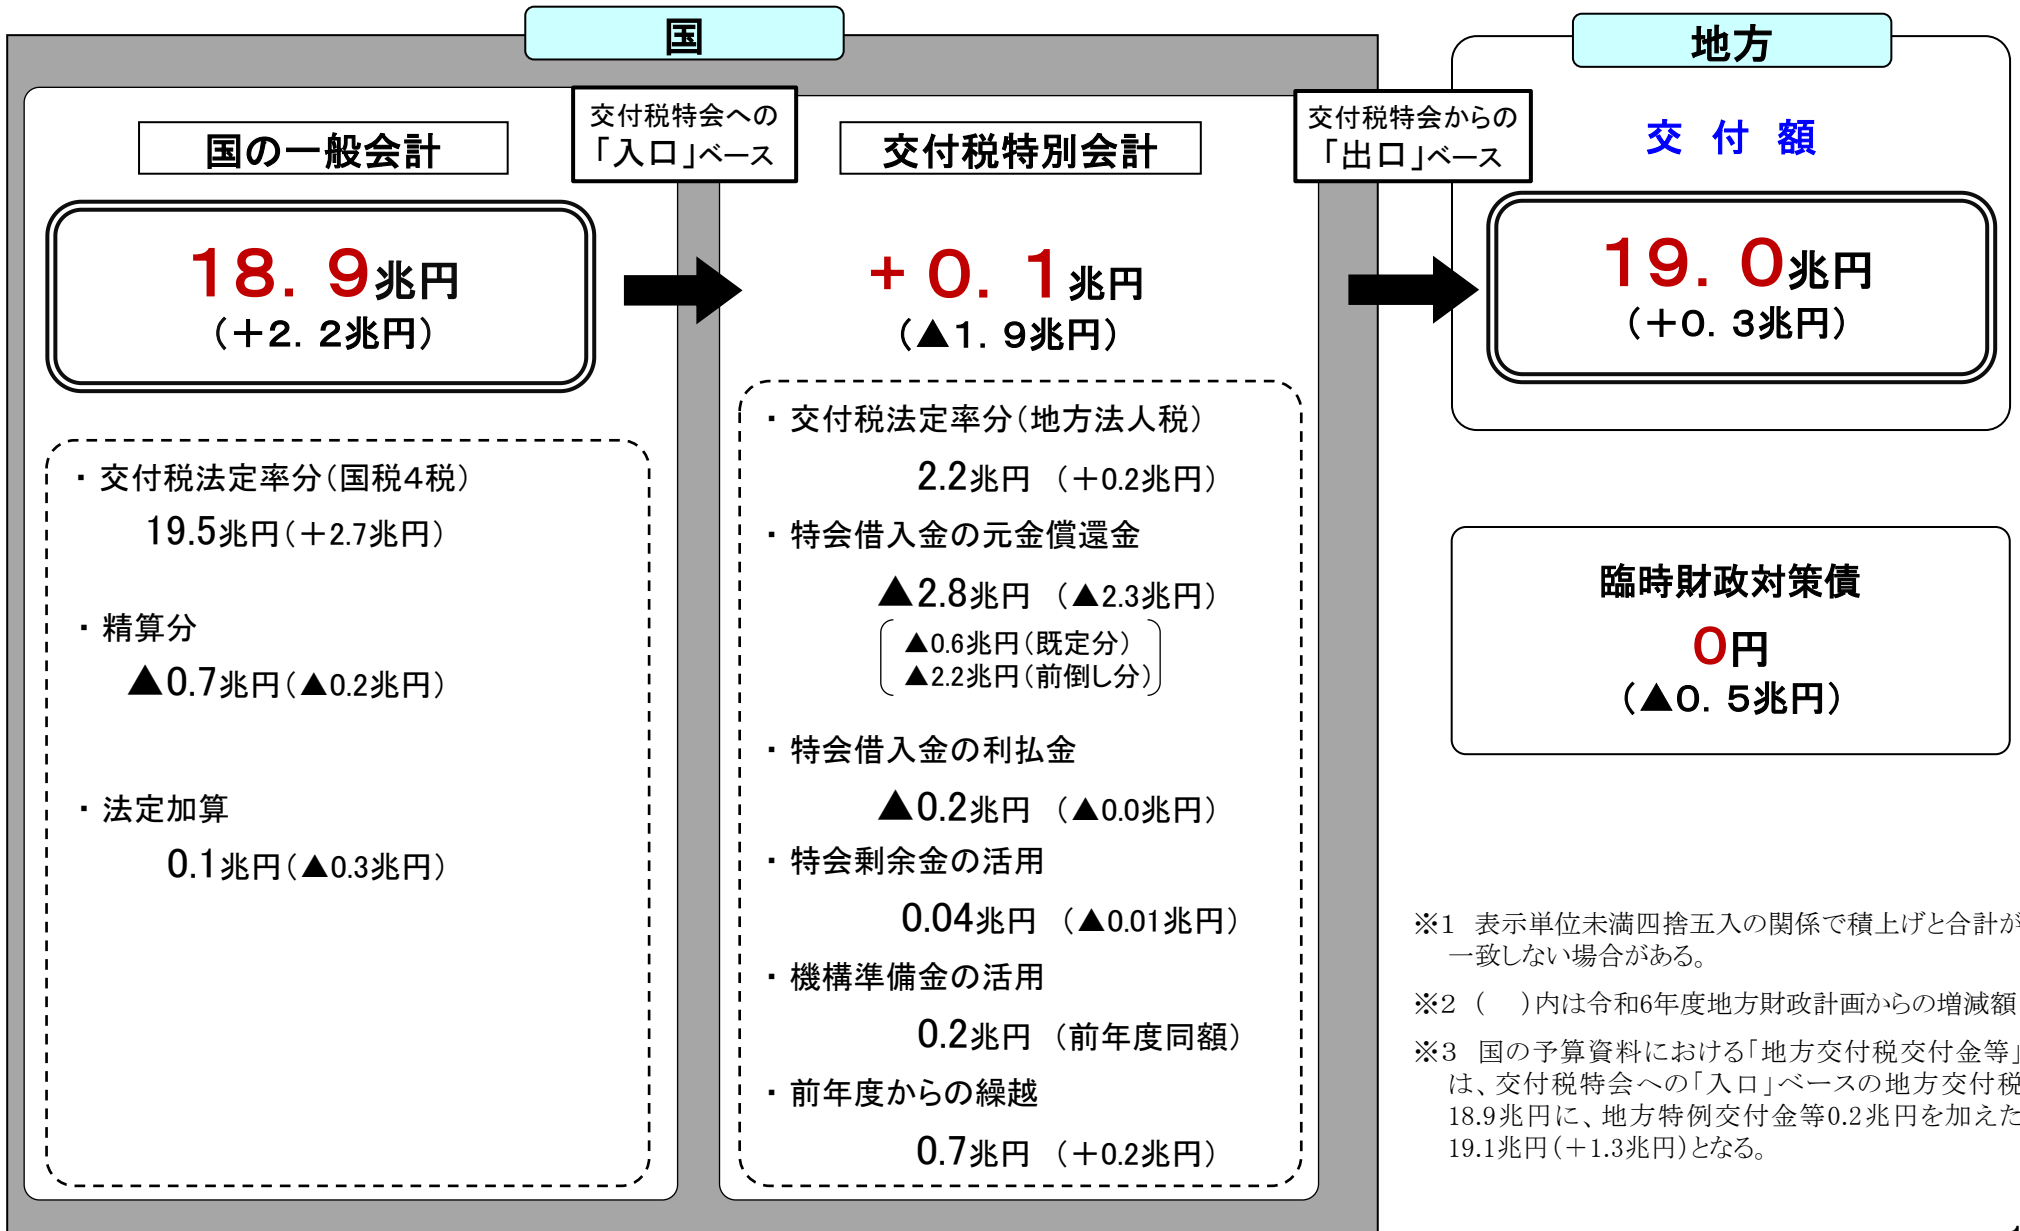 国
国の一般会計
交付税特会への
「入口」ベース
18．9兆円
（＋2．2兆円）
・交付税法定率分（国税4税）
19.5兆円（＋2.7兆円）
・精算分
▲0.7兆円（▲0.2兆円）
・法定加算
0.1兆円（▲0.3兆円）
交付税特別会計
交付税特会からの
「出口」ベース
＋0．1兆円
（▲1．9兆円）
・交付税法定率分（地方法人税）
2.2兆円 （＋0.2兆円）
・特会借入金の元金償還金
▲2.8兆円 （▲2.3兆円）
▲0.6兆円（既定分）
▲2.2兆円（前倒し分）
・特会借入金の利払金
▲0.2兆円 （▲0.0兆円）
・特会剰余金の活用
0.04兆円 （▲0.01兆円）
・機構準備金の活用
0.2兆円 （前年度同額）
・前年度からの繰越
0.7兆円 （＋0.2兆円）
地方
交 付 額
19．0兆円
（＋0．3兆円）
臨時財政対策債
0円
（▲0．5兆円）
※1 表示単位未満四捨五入の関係で積上げと合計が
一致しない場合がある。
※2 （ ）内は令和6年度地方財政計画からの増減額
※3 国の予算資料における「地方交付税交付金等」
は、交付税特会への「入口」ベースの地方交付税
18.9兆円に、地方特例交付金等0.2兆円を加えた
19.1兆円（＋1.3兆円）となる。